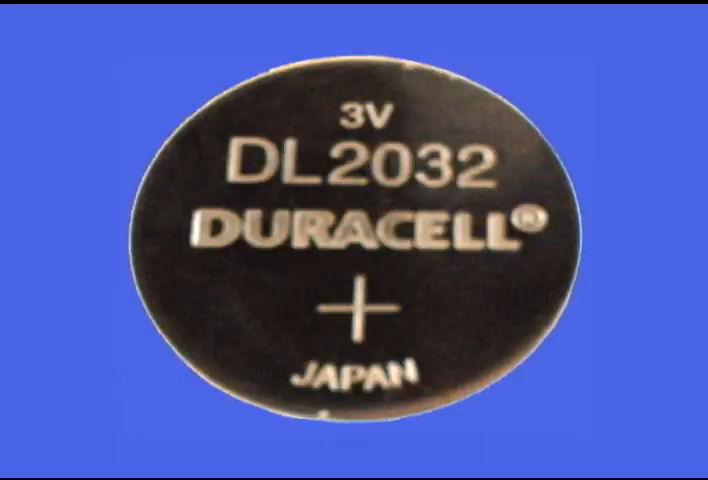 3V
DL2032
DURACELL®
+
JAPAN